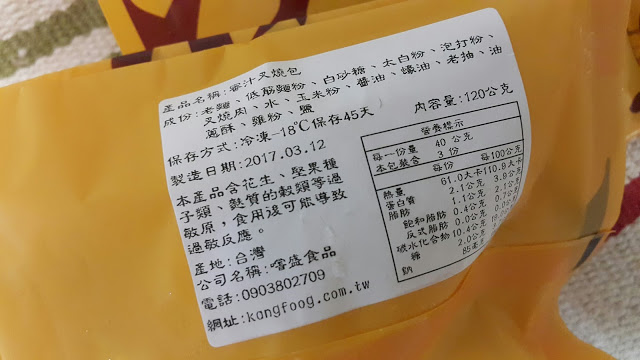 產品名稱:蜜汁叉燒包
成份:老麵、低筋麵粉、白砂糖、太白粉、泡打粉、
叉燒肉、水、玉米粉、醬油、蠔油、老抽、油
蔥酥、雞粉、鹽
保存方式:冷凍-18℃保存45天
內容量:120公克
製造日期:2017.03.12
本產品含花生、堅果種
子類、麩質的穀類等過
敏原,食用後可能導致
過敏反應。
產地:台灣
公司名稱:嚐盛食品
電話:0903802709
網址:kangfoog.com.tw
營養標示
每一份量 40 公克
本包裝含 3 份
每份 每100公克
熱量 61.0大卡
蛋白質 2.1公克 3.9公克
脂肪 1.1公克 2.1公克
飽和脂肪 0.4公克
反式脂肪 0.0公克
碳水化合物 10.4公克
糖 2.0公克
鈉